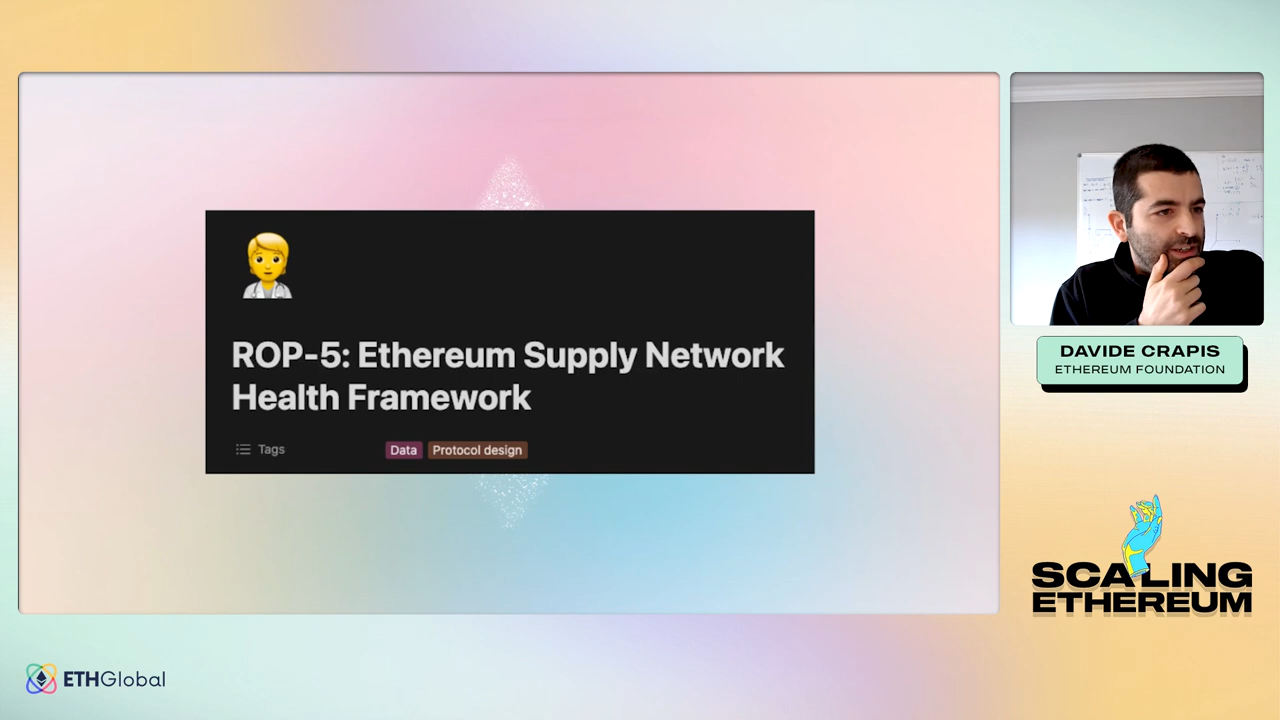 ROP-5: Ethereum Supply Network
Health Framework
Tags
Data
Protocol design
DAVIDE CRAPIS
ETHEREUM FOUNDATION
SCALING
ETHEREUM
ETHGlobal